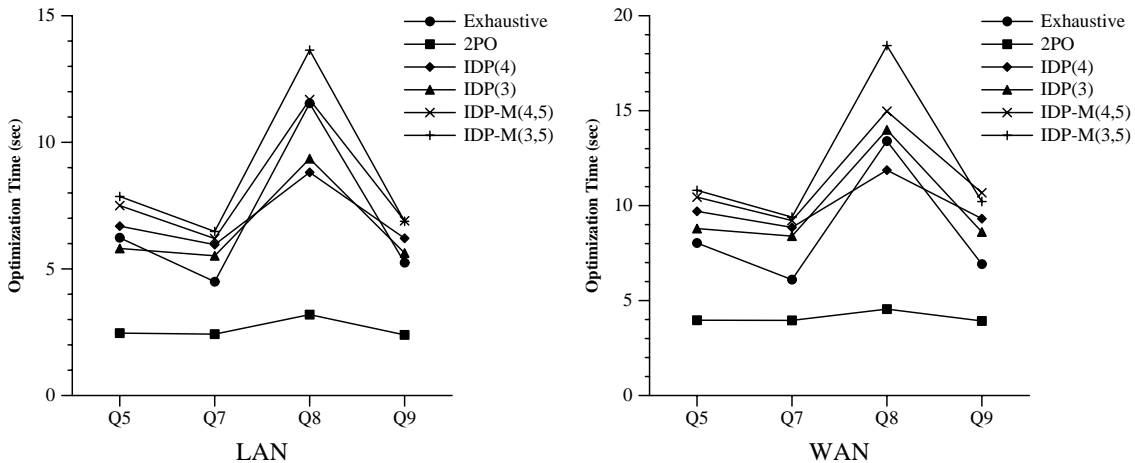 15
10
5
0
Optimization Time (sec)
Q5 Q7 Q8 Q9
LAN
Exhaustive
2PO
IDP(4)
IDP(3)
IDP-M(4,5)
IDP-M(3,5)
20
15
10
5
0
Optimization Time (sec)
Q5 Q7 Q8 Q9
WAN
Exhaustive
2PO
IDP(4)
IDP(3)
IDP-M(4,5)
IDP-M(3,5)